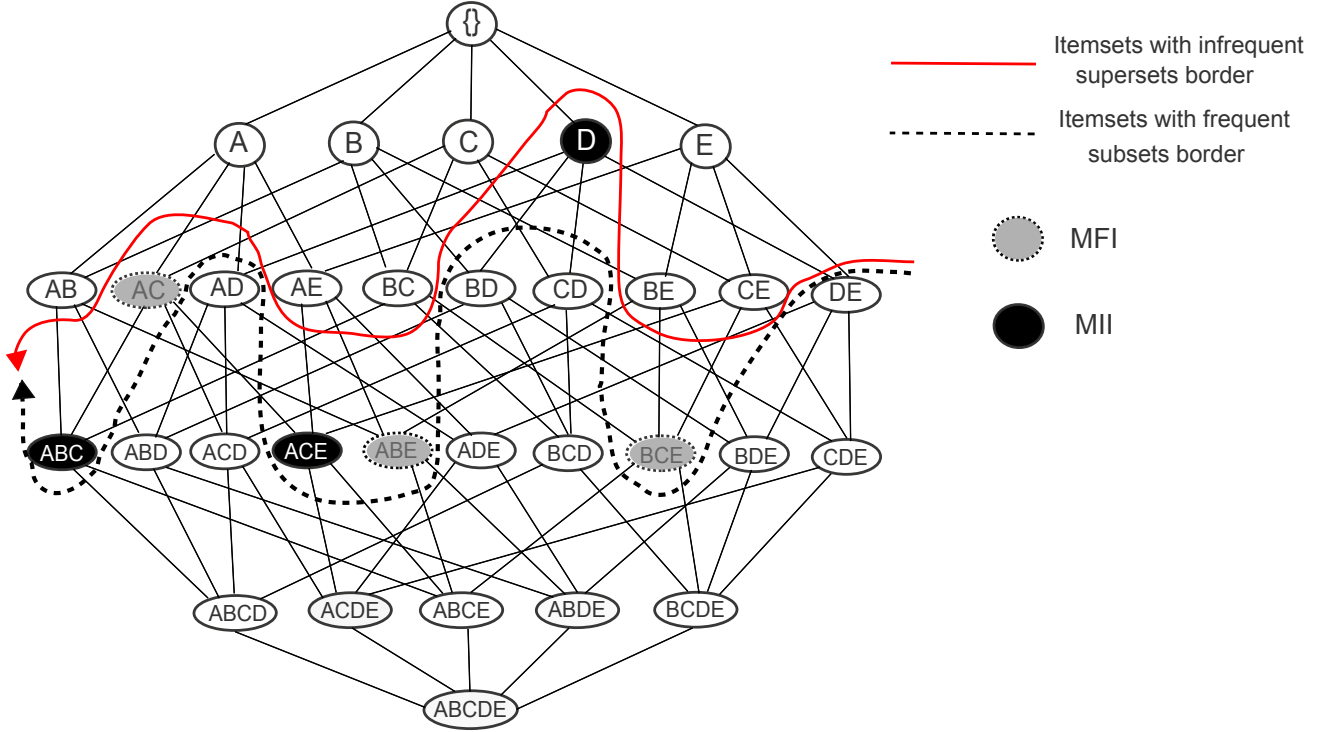 {}
A B C D E
AB AC AD AE BC BD CD BE CE DE
ABC ABD ACD ACE ABE ADE BCD BCE BDE CDE
ABCD ACDE ABCE ABDE BCDE
ABCDE
Itemsets with infrequent
supersets border
Itemsets with frequent
subsets border
MFI
MII